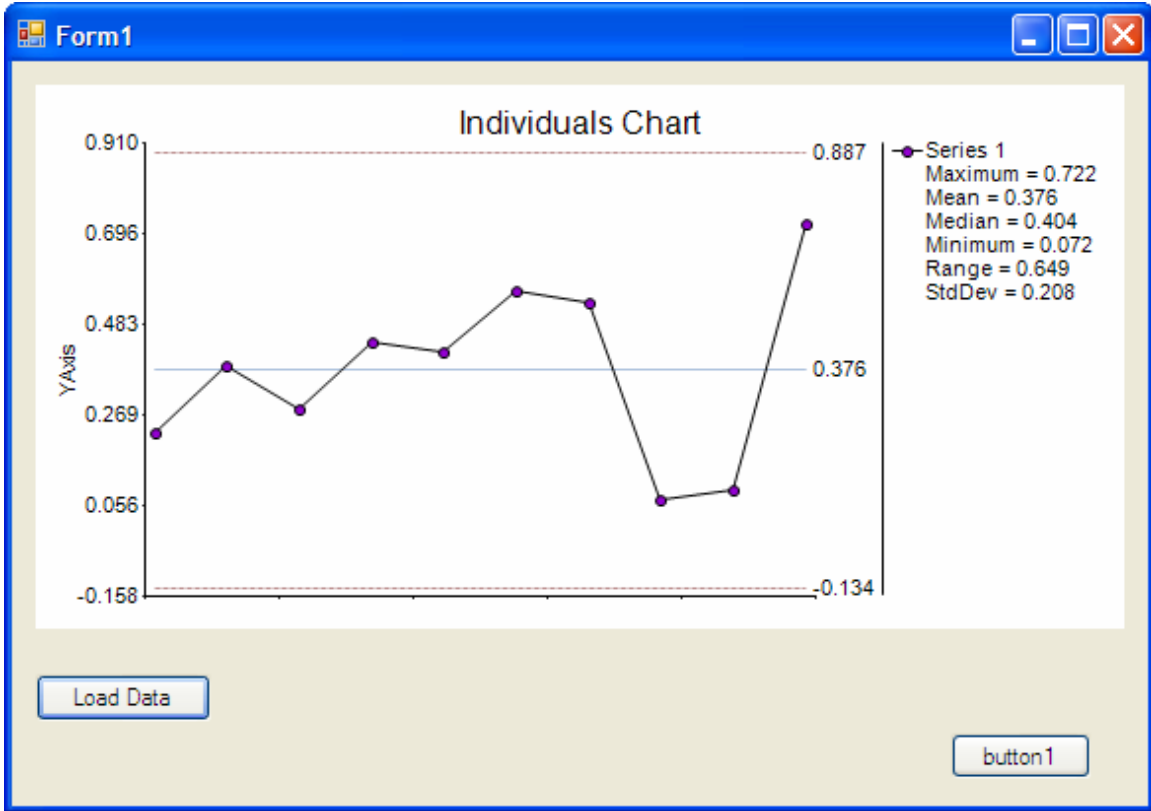 Form1
Individuals Chart
0.910
0.696
0.483
0.269
0.056
-0.158
YAxis
0.887
0.376
-0.134
Series 1
Maximum = 0.722
Mean = 0.376
Median = 0.404
Minimum = 0.072
Range = 0.649
StdDev = 0.208
Load Data
button1